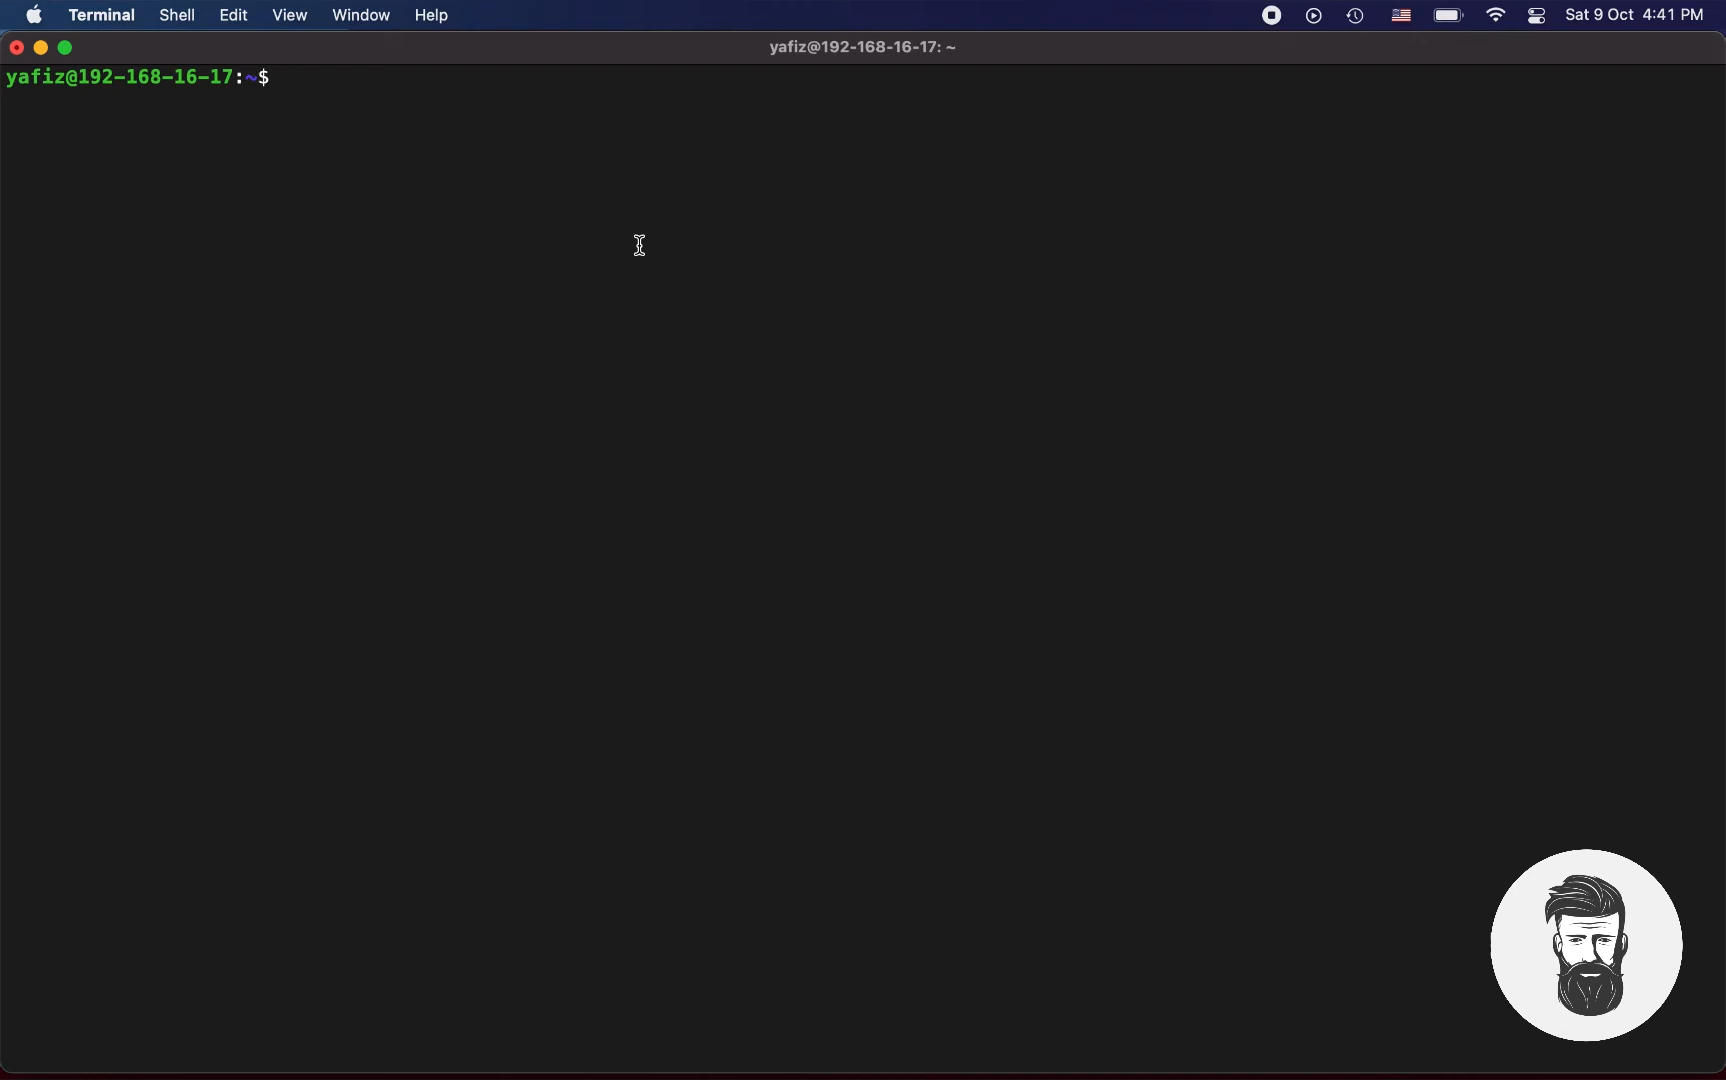 Terminal Shell Edit View Window Help Sat 9 Oct 4:41 PM
yafiz@192-168-16-17: ~
yafiz@192-168-16-17:~$